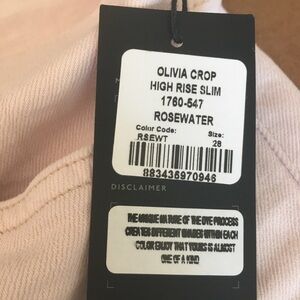 OLIVIA CROP
HIGH RISE SLIM
1760-547
ROSEWATER
Color Code: Size:
RSEWT 28
883436970946
DISCLAIMER
THE UNIQUE NATURE OF THE DYE PROCESS
CREATES DIFFERENT SHADES WITHIN EACH
COLOR ENJOY THAT YOURS IS ALMOST
ONE OF A KIND